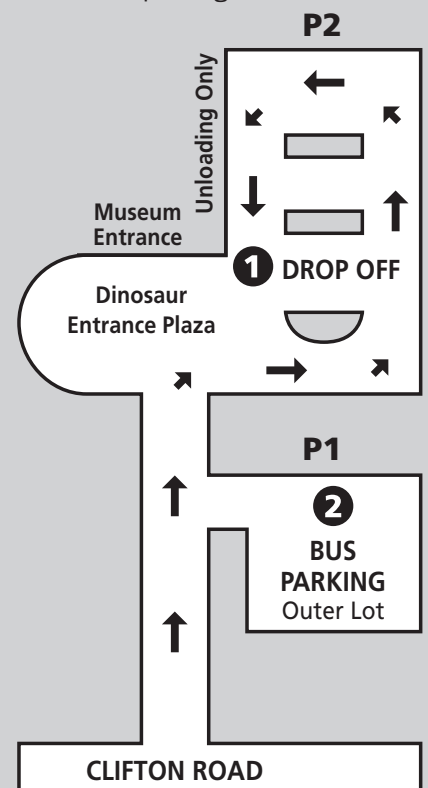 P2
Unloading Only
Museum
Entrance
1 DROP OFF
Dinosaur
Entrance Plaza
P1
2
BUS
PARKING
Outer Lot
CLIFTON ROAD